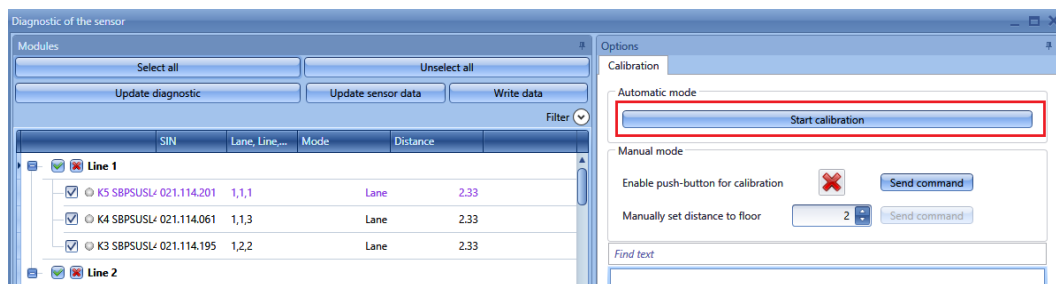 Diagnostic of the sensor
Modules
Select all
Unselect all
Update diagnostic
Update sensor data
Write data
Filter
SIN
Lane, Line,...
Mode
Distance
Line 1
K5 SBPSUSL4 021.114.201 1,1,1 Lane 2.33
K4 SBPSUSL4 021.114.061 1,1,3 Lane 2.33
K3 SBPSUSL4 021.114.195 1,2,2 Lane 2.33
Line 2
Options
Calibration
Automatic mode
Start calibration
Manual mode
Enable push-button for calibration
Send command
Manually set distance to floor
2
Send command
Find text